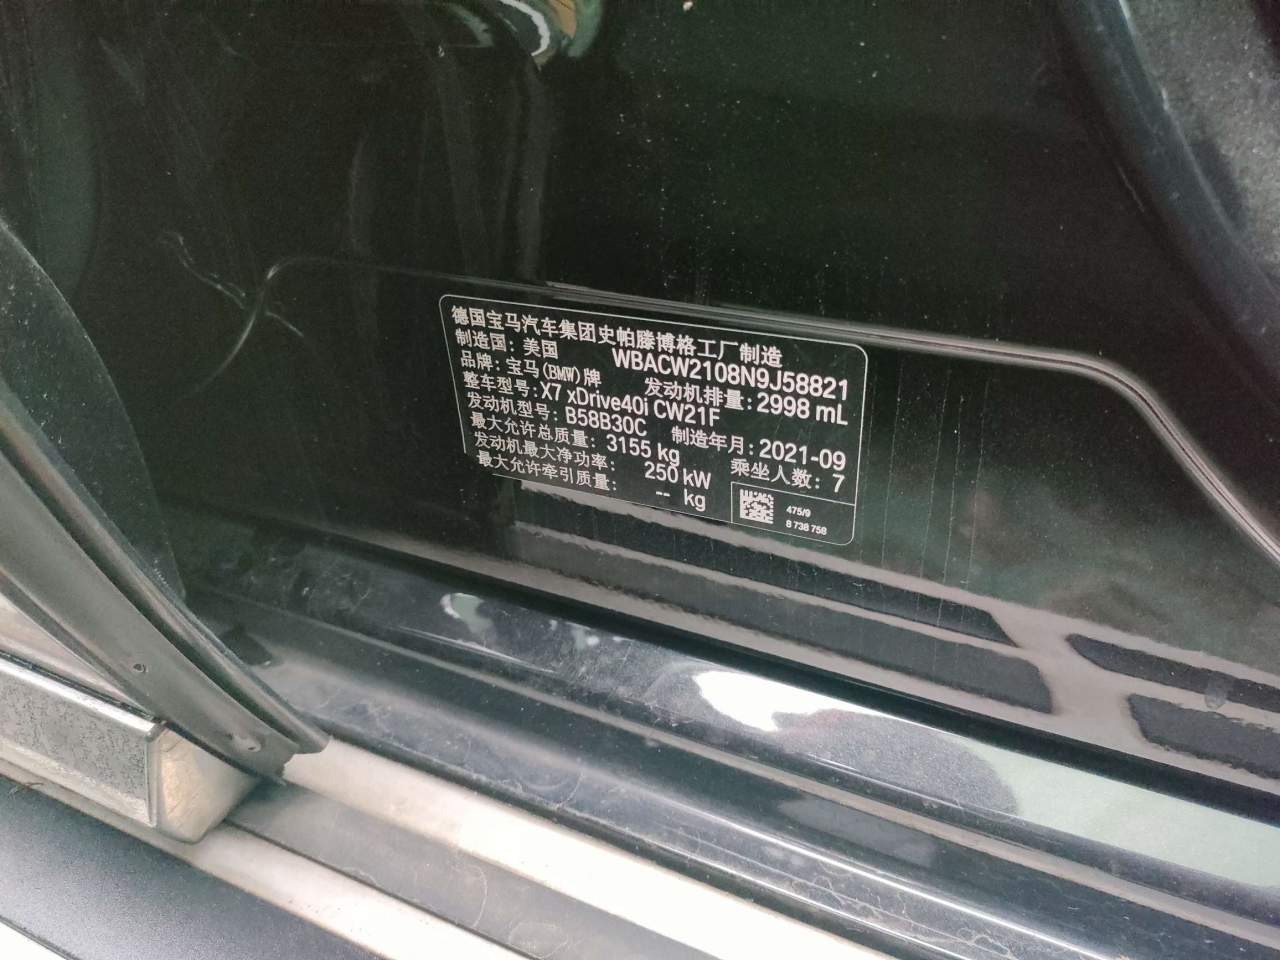 德国宝马汽车集团史帕滕博格工厂制造
制造国：美国 WBACW2108N9J58821
品牌：宝马(BMW)牌 发动机排量：2998 mL
整车型号：X7 xDrive40i CW21F
发动机型号：B58B30C 制造年月：2021-09
最大允许总质量：3155 kg 乘坐人数：7
发动机最大净功率：250 kW
最大允许牵引质量：-- kg
475/9
8 738 758